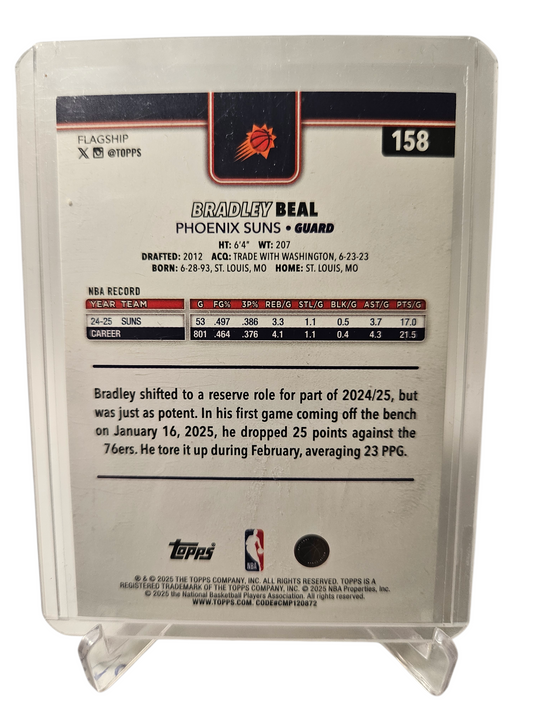 FLAGSHIP
158
X @TOPPS
BRADLEY BEAL
PHOENIX SUNS • GUARD
HT: 6'4" WT: 207
DRAFTED: 2012 ACQ: TRADE WITH WASHINGTON, 6-23-23
BORN: 6-28-93, ST. LOUIS, MO HOME: ST. LOUIS, MO
NBA RECORD
YEAR TEAM G FG% 3P% REB/G STL/G BLK/G AST/G PTS/G
24-25 SUNS 53 .497 .386 3.3 1.1 0.5 3.7 17.0
CAREER 801 .464 .376 4.1 1.1 0.4 4.3 21.5
Bradley shifted to a reserve role for part of 2024/25, but
was just as potent. In his first game coming off the bench
on January 16, 2025, he dropped 25 points against the
76ers. He tore it up during February, averaging 23 PPG.
Topps
NBA
® & © 2025 THE TOPPS COMPANY, INC. ALL RIGHTS RESERVED. TOPPS IS A
REGISTERED TRADEMARK OF THE TOPPS COMPANY, INC. © 2025 NBA Properties, Inc.
© 2025 the National Basketball Players Association. All rights reserved.
WWW.TOPPS.COM. CODE#CMP120872